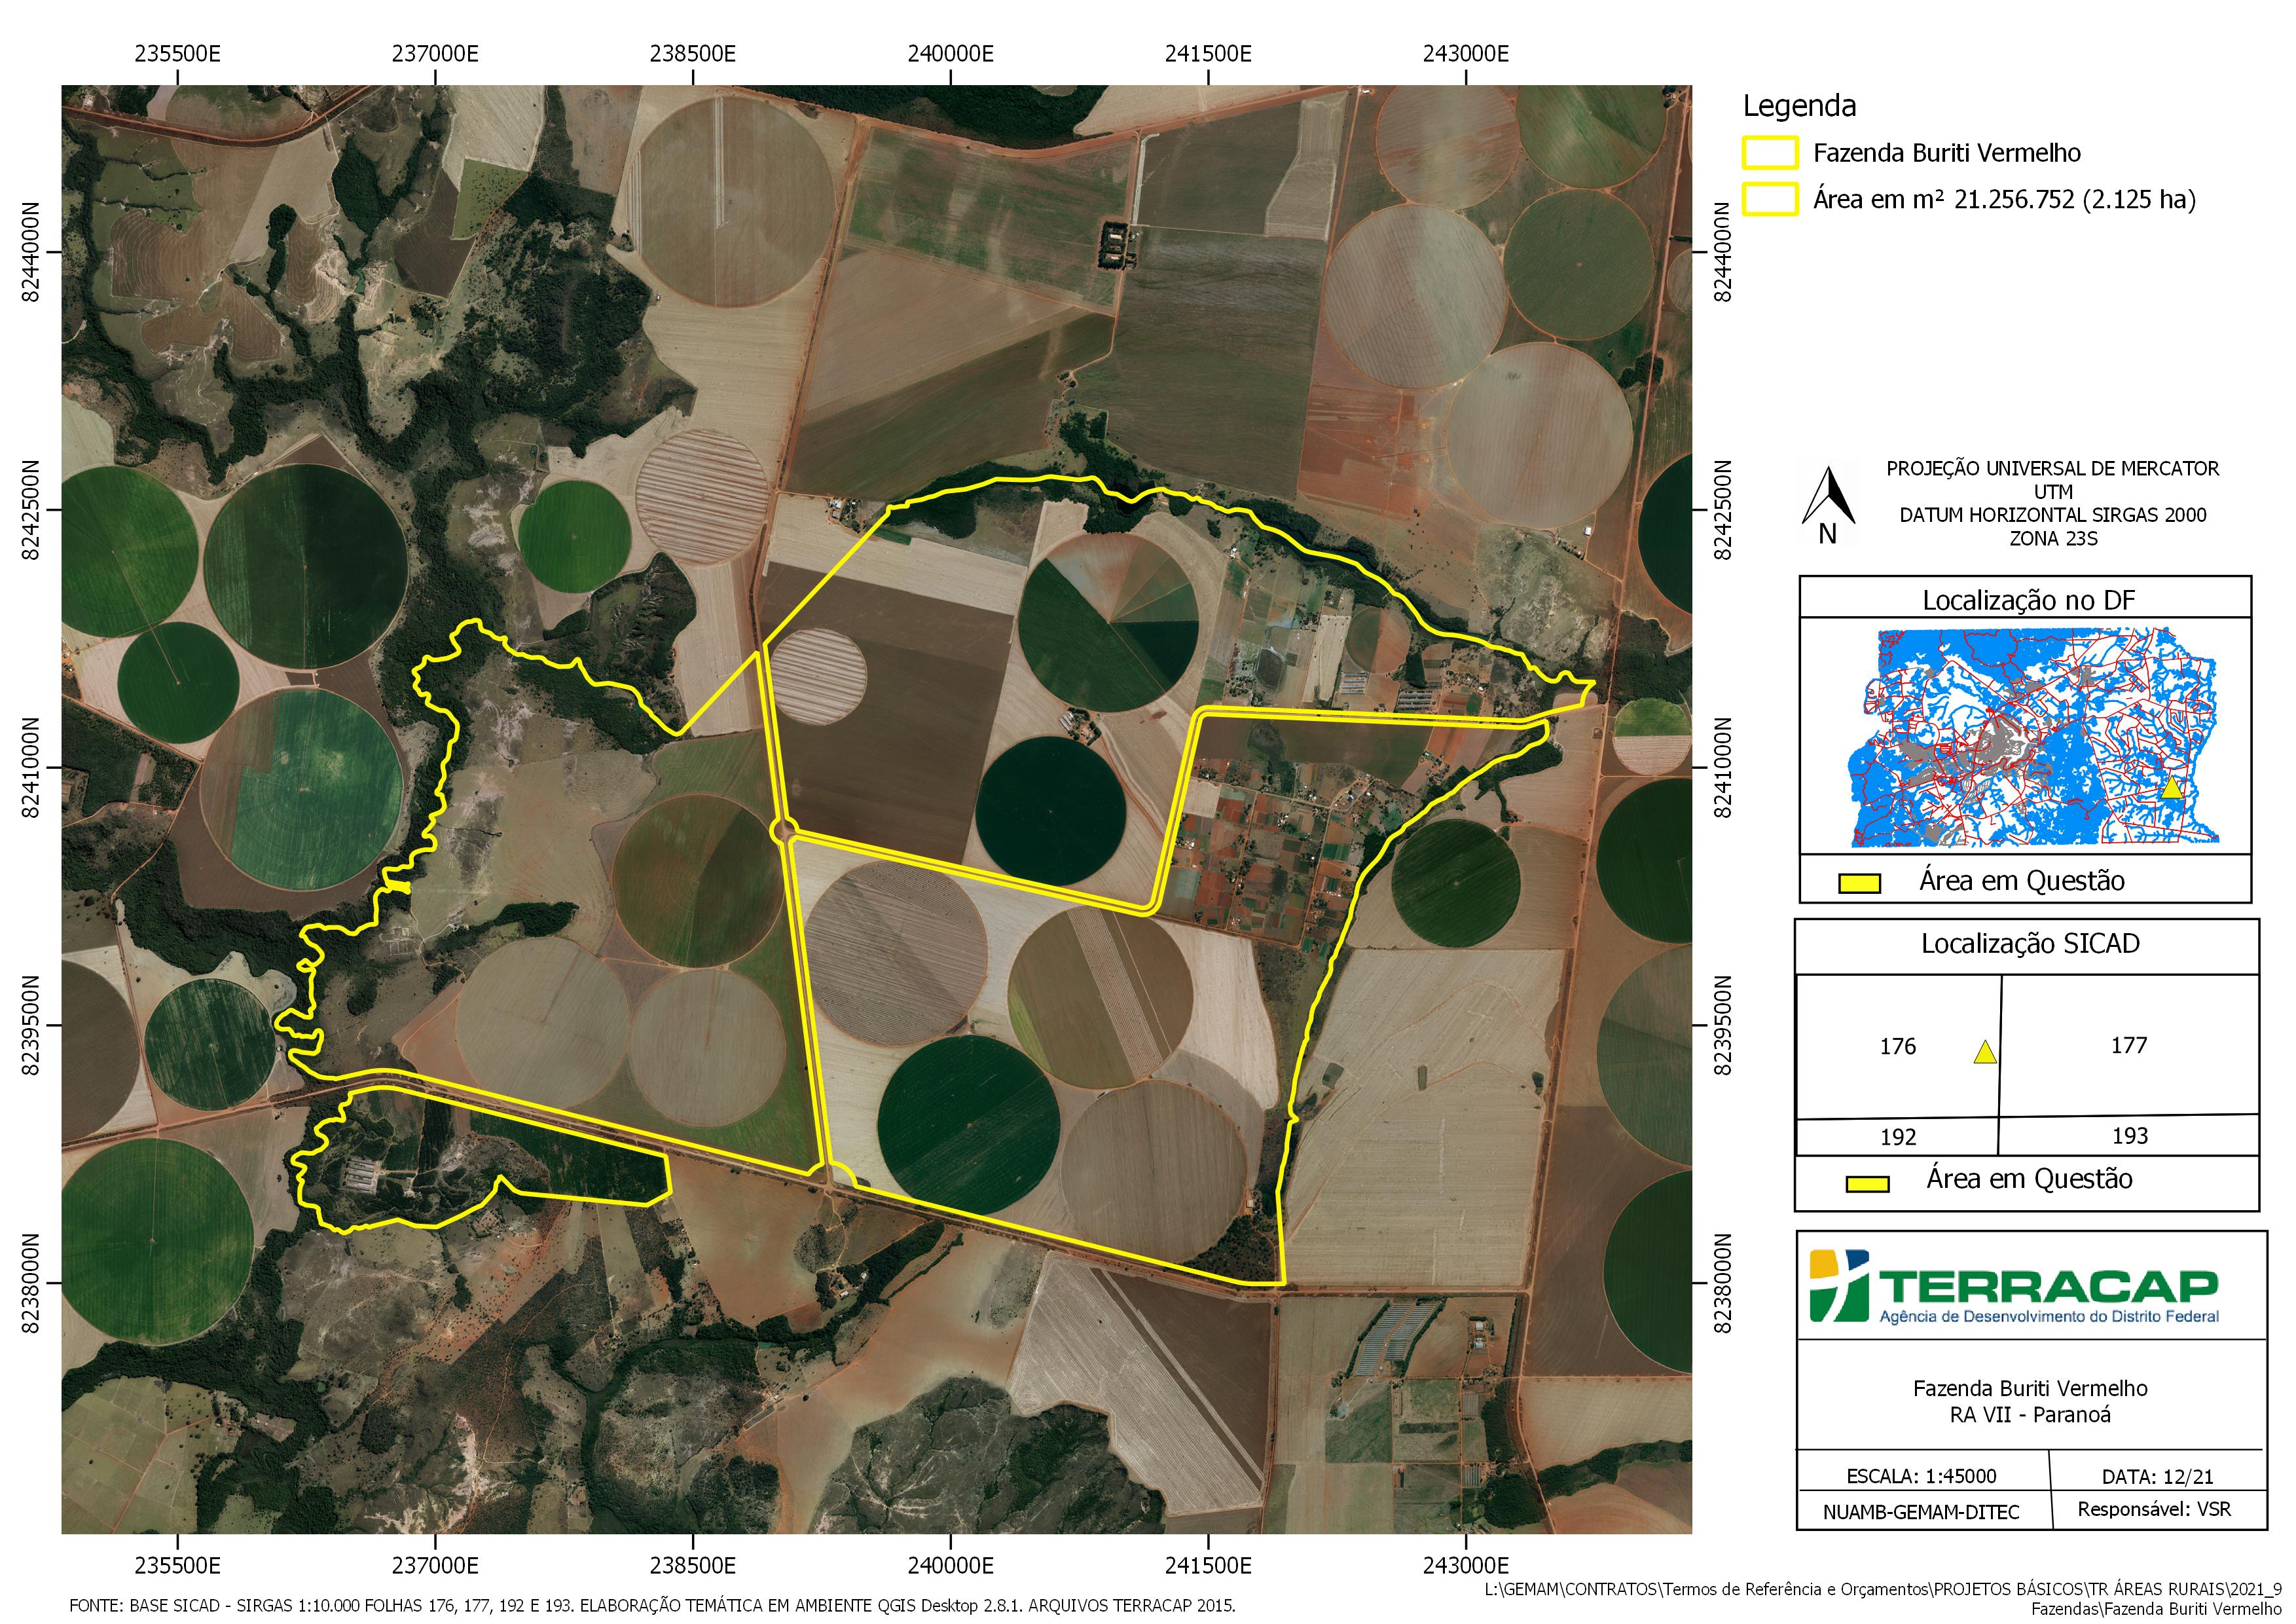 235500E 237000E 238500E 240000E 241500E 243000E
8244000N
8242500N
8241000N
8239500N
8238000N
8244000N
8242500N
8241000N
8239500N
8238000N
235500E 237000E 238500E 240000E 241500E 243000E
Legenda
Fazenda Buriti Vermelho
Área em m² 21.256.752 (2.125 ha)
N
PROJEÇÃO UNIVERSAL DE MERCATOR
UTM
DATUM HORIZONTAL SIRGAS 2000
ZONA 23S
Localização no DF
Área em Questão
Localização SICAD
176 177
192 193
Área em Questão
TERRACAP
Agência de Desenvolvimento do Distrito Federal
Fazenda Buriti Vermelho
RA VII - Paranoá
ESCALA: 1:45000 DATA: 12/21
NUAMB-GEMAM-DITEC Responsável: VSR
L:\GEMAM\CONTRATOS\Termos de Referência e Orçamentos\PROJETOS BÁSICOS\TR ÁREAS RURAIS\2021_9
Fazendas\Fazenda Buriti Vermelho
FONTE: BASE SICAD - SIRGAS 1:10.000 FOLHAS 176, 177, 192 E 193. ELABORAÇÃO TEMÁTICA EM AMBIENTE QGIS Desktop 2.8.1. ARQUIVOS TERRACAP 2015.